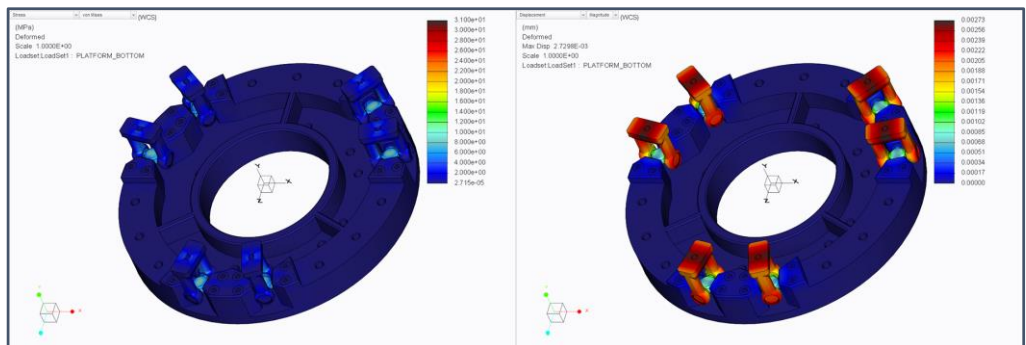 Stress von Mises (WCS)
(MPa)
Deformed
Scale 1.0000E+00
Loadset:LoadSet1 : PLATFORM_BOTTOM
3.100e+01
2.800e+01
2.600e+01
2.400e+01
2.200e+01
2.000e+01
1.800e+01
1.600e+01
1.400e+01
1.200e+01
1.000e+01
8.000e+00
6.000e+00
4.000e+00
2.000e+00
2.715e-05
Y
X
Z
X
Displacement Magnitude (WCS)
(mm)
Deformed
Max Disp 2.7298E-03
Scale 1.0000E+00
Loadset:LoadSet1 : PLATFORM_BOTTOM
0.00273
0.00256
0.00239
0.00222
0.00205
0.00188
0.00171
0.00154
0.00136
0.00119
0.00102
0.00085
0.00068
0.00051
0.00034
0.00017
0.00000
Y
X
Z
X